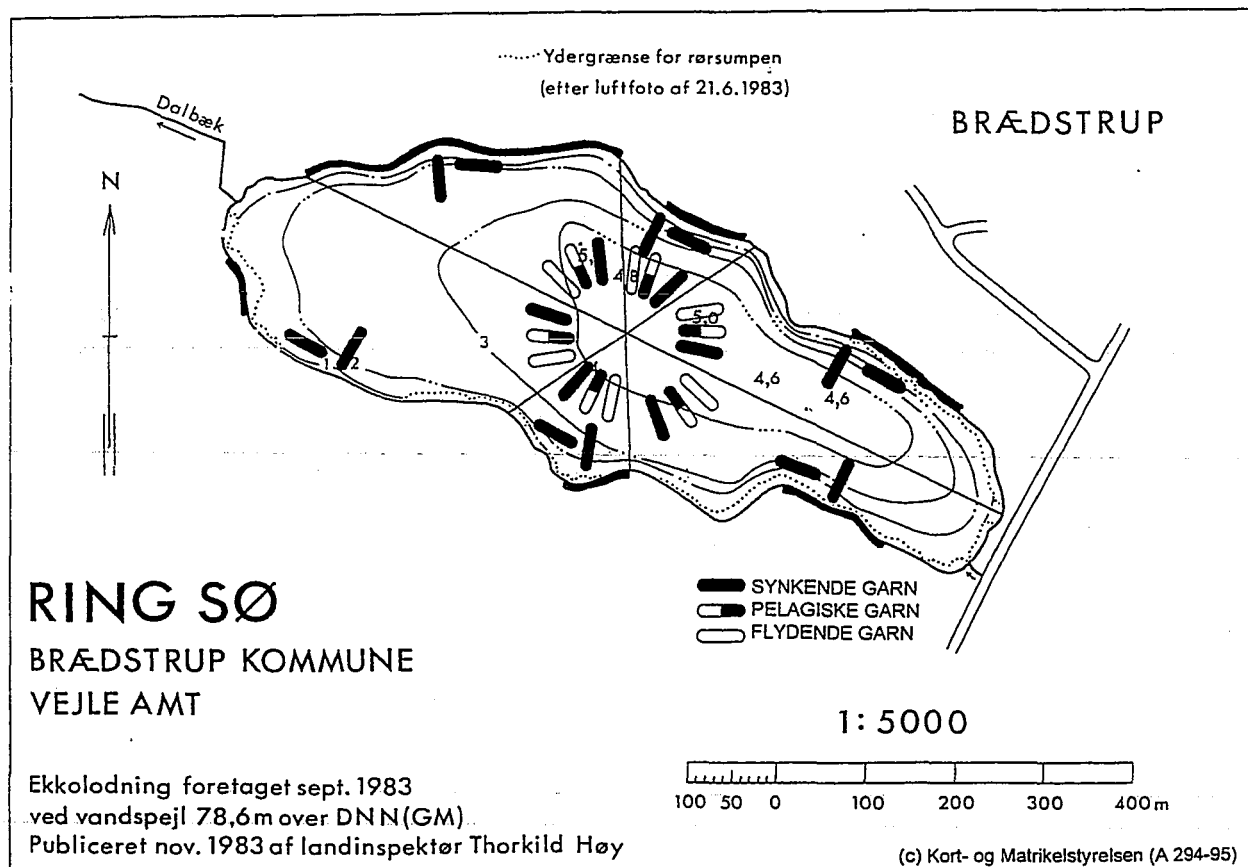 Ydergrænse for rørsumpen
(efter luftfoto af 21.6.1983)
BRÆDSTRUP
Dalbæk
N
5,
4,8
5,0
3
1
2
4,6
4,6
RING SØ
BRÆDSTRUP KOMMUNE
VEJLE AMT
SYNKENDE GARN
PELAGISKE GARN
FLYDENDE GARN
1:5000
100 50 0 100 200 300 400 m
Ekkolodning foretaget sept. 1983
ved vandspejl 78,6m over DNN(GM)
Publiceret nov. 1983 af landinspektør Thorkild Høy
(c) Kort- og Matrikelstyrelsen (A 294-95)